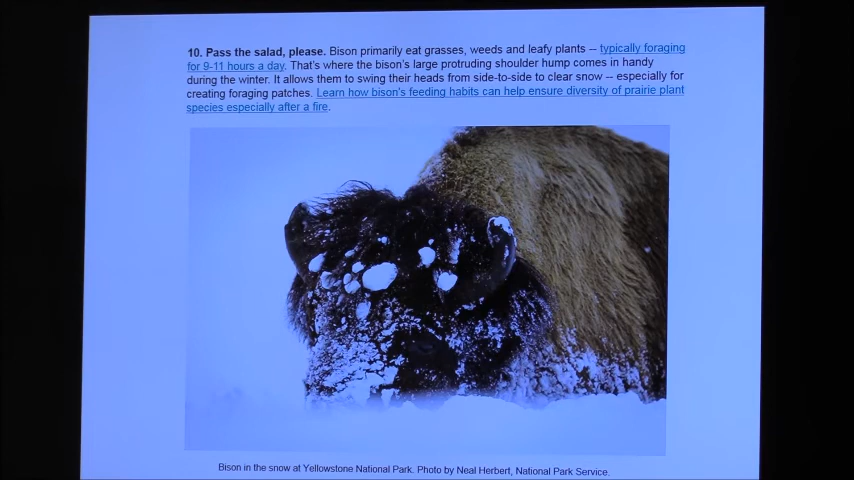 10. Pass the salad, please. Bison primarily eat grasses, weeds and leafy plants -- typically foraging
for 9-11 hours a day. That's where the bison's large protruding shoulder hump comes in handy
during the winter. It allows them to swing their heads from side-to-side to clear snow -- especially for
creating foraging patches. Learn how bison's feeding habits can help ensure diversity of prairie plant
species especially after a fire.
Bison in the snow at Yellowstone National Park. Photo by Neal Herbert, National Park Service.